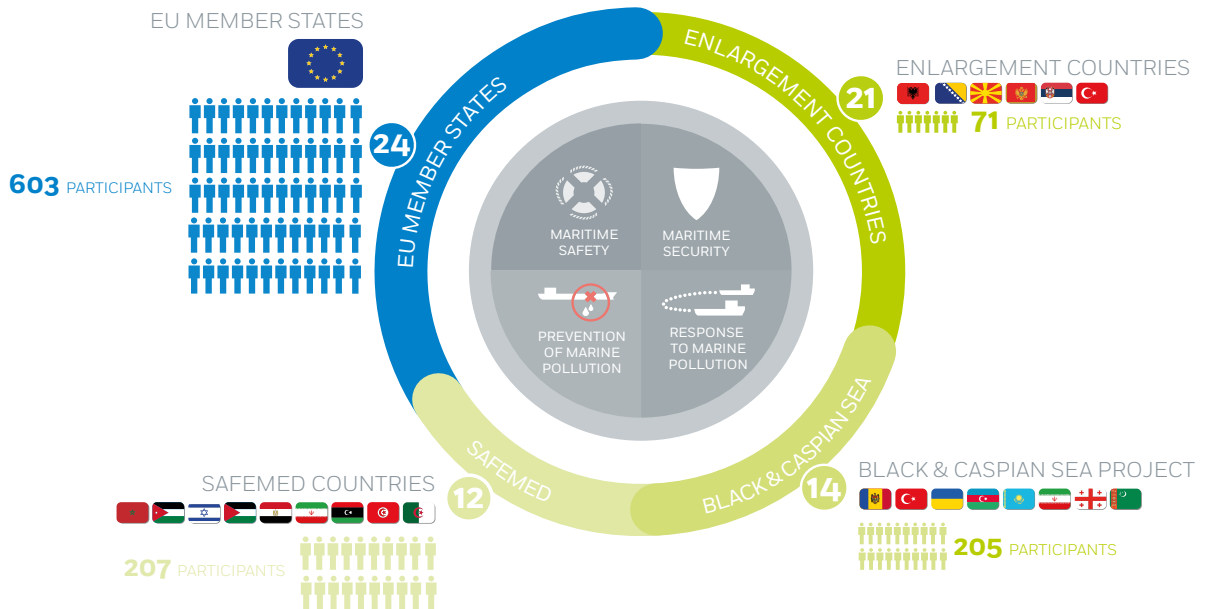 EU MEMBER STATES
603 PARTICIPANTS
24
EU MEMBER STATES
ENLARGEMENT COUNTRIES
21
ENLARGEMENT COUNTRIES
71 PARTICIPANTS
MARITIME
SAFETY
MARITIME
SECURITY
PREVENTION
OF MARINE
POLLUTION
RESPONSE
TO MARINE
POLLUTION
SAFEMED
12
SAFEMED COUNTRIES
207 PARTICIPANTS
BLACK & CASPIAN SEA
14
BLACK & CASPIAN SEA PROJECT
205 PARTICIPANTS